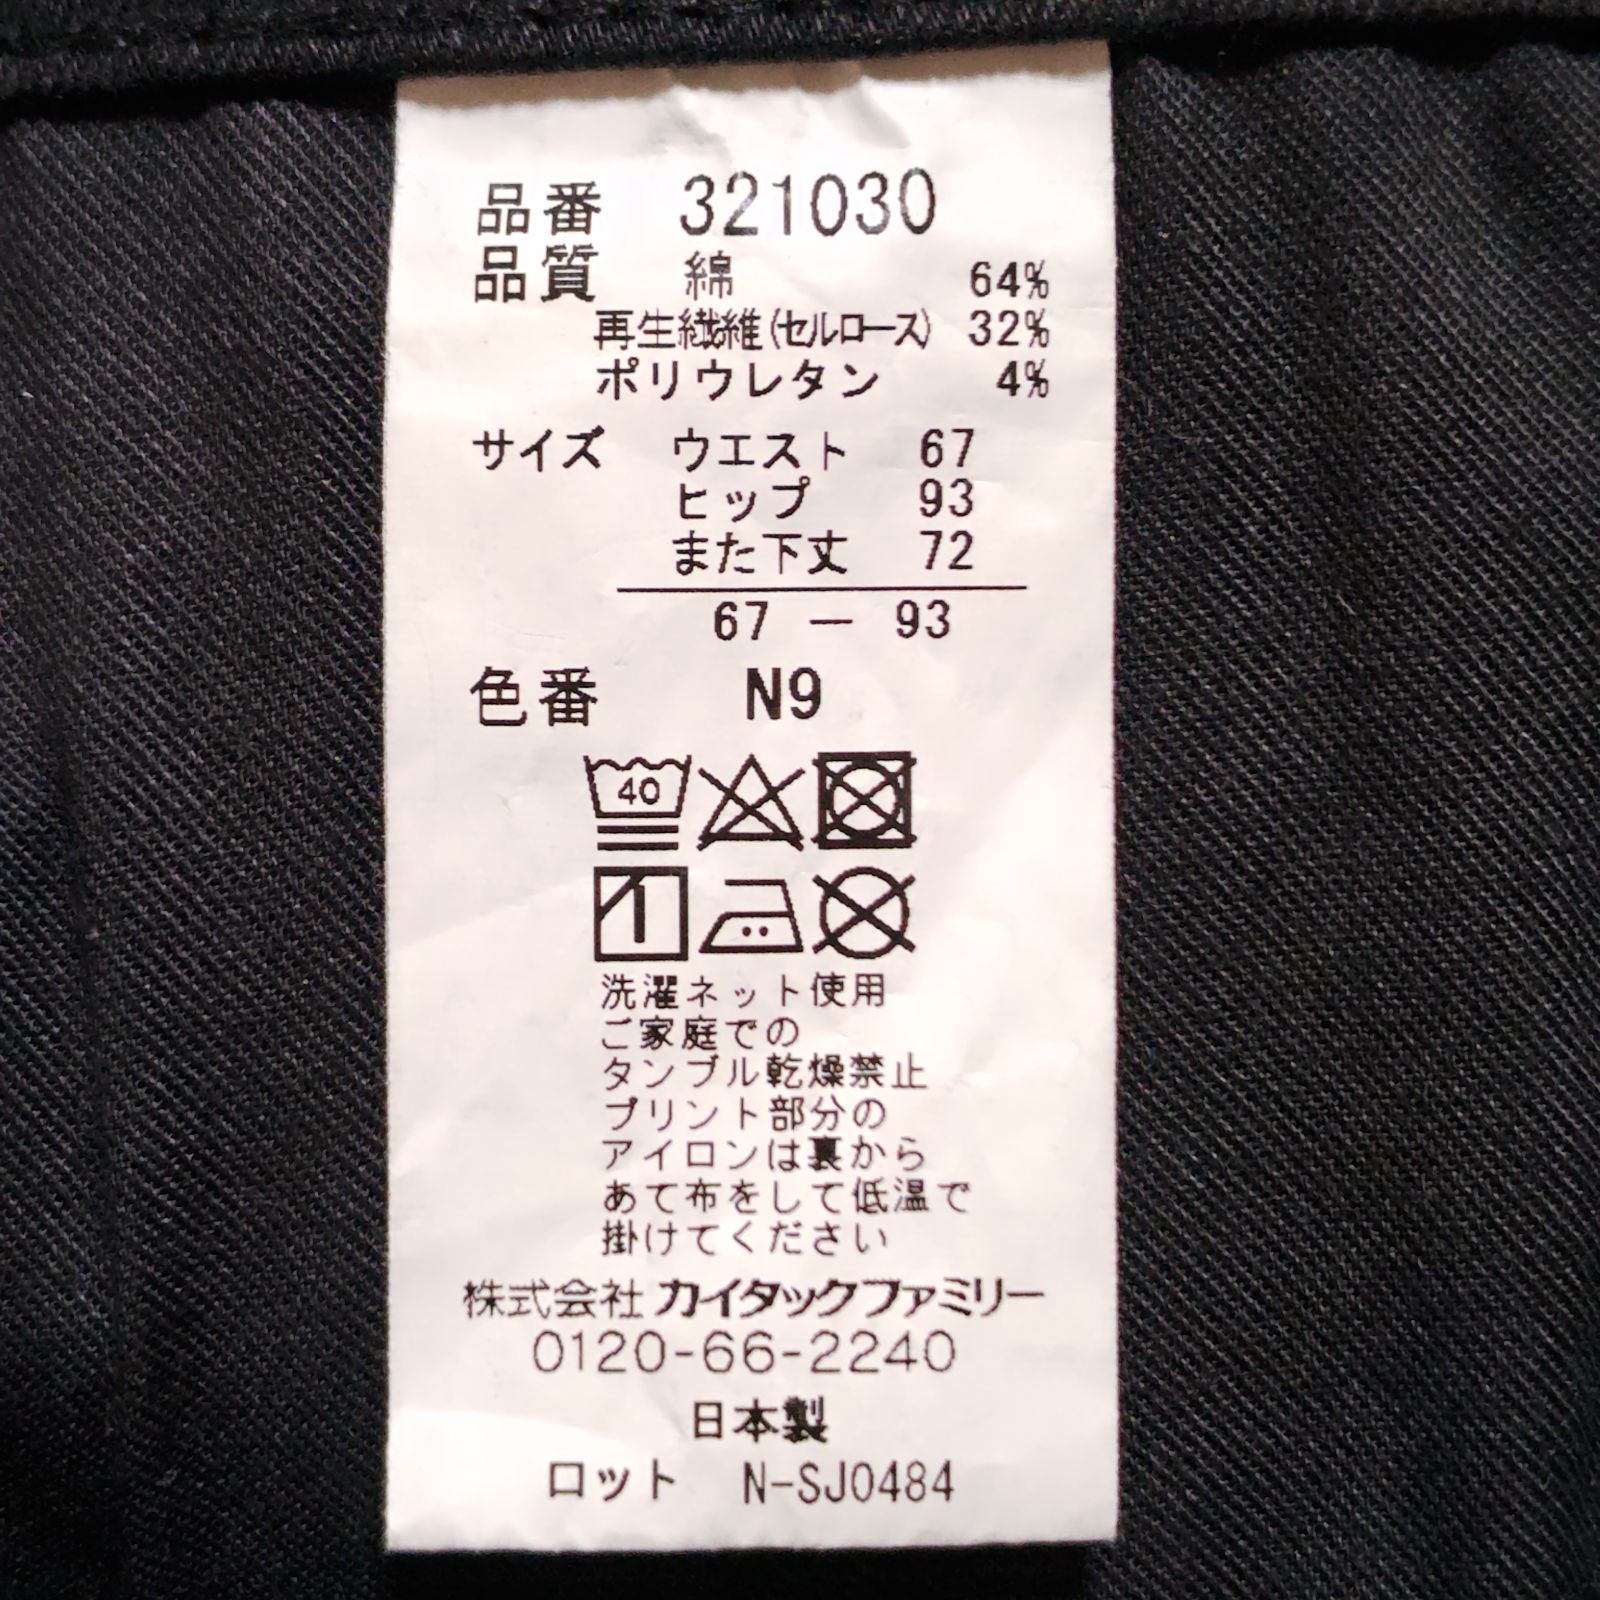 品番 321030
品質 綿 64%
再生繊維(セルロース) 32%
ポリウレタン 4%
サイズ ウエスト 67
ヒップ 93
また下丈 72
67 － 93
色番 N9
40
洗濯ネット使用
ご家庭での
タンブル乾燥禁止
プリント部分の
アイロンは裏から
あて布をして低温で
掛けてください
株式会社カイタックファミリー
0120-66-2240
日本製
ロット N-SJ0484